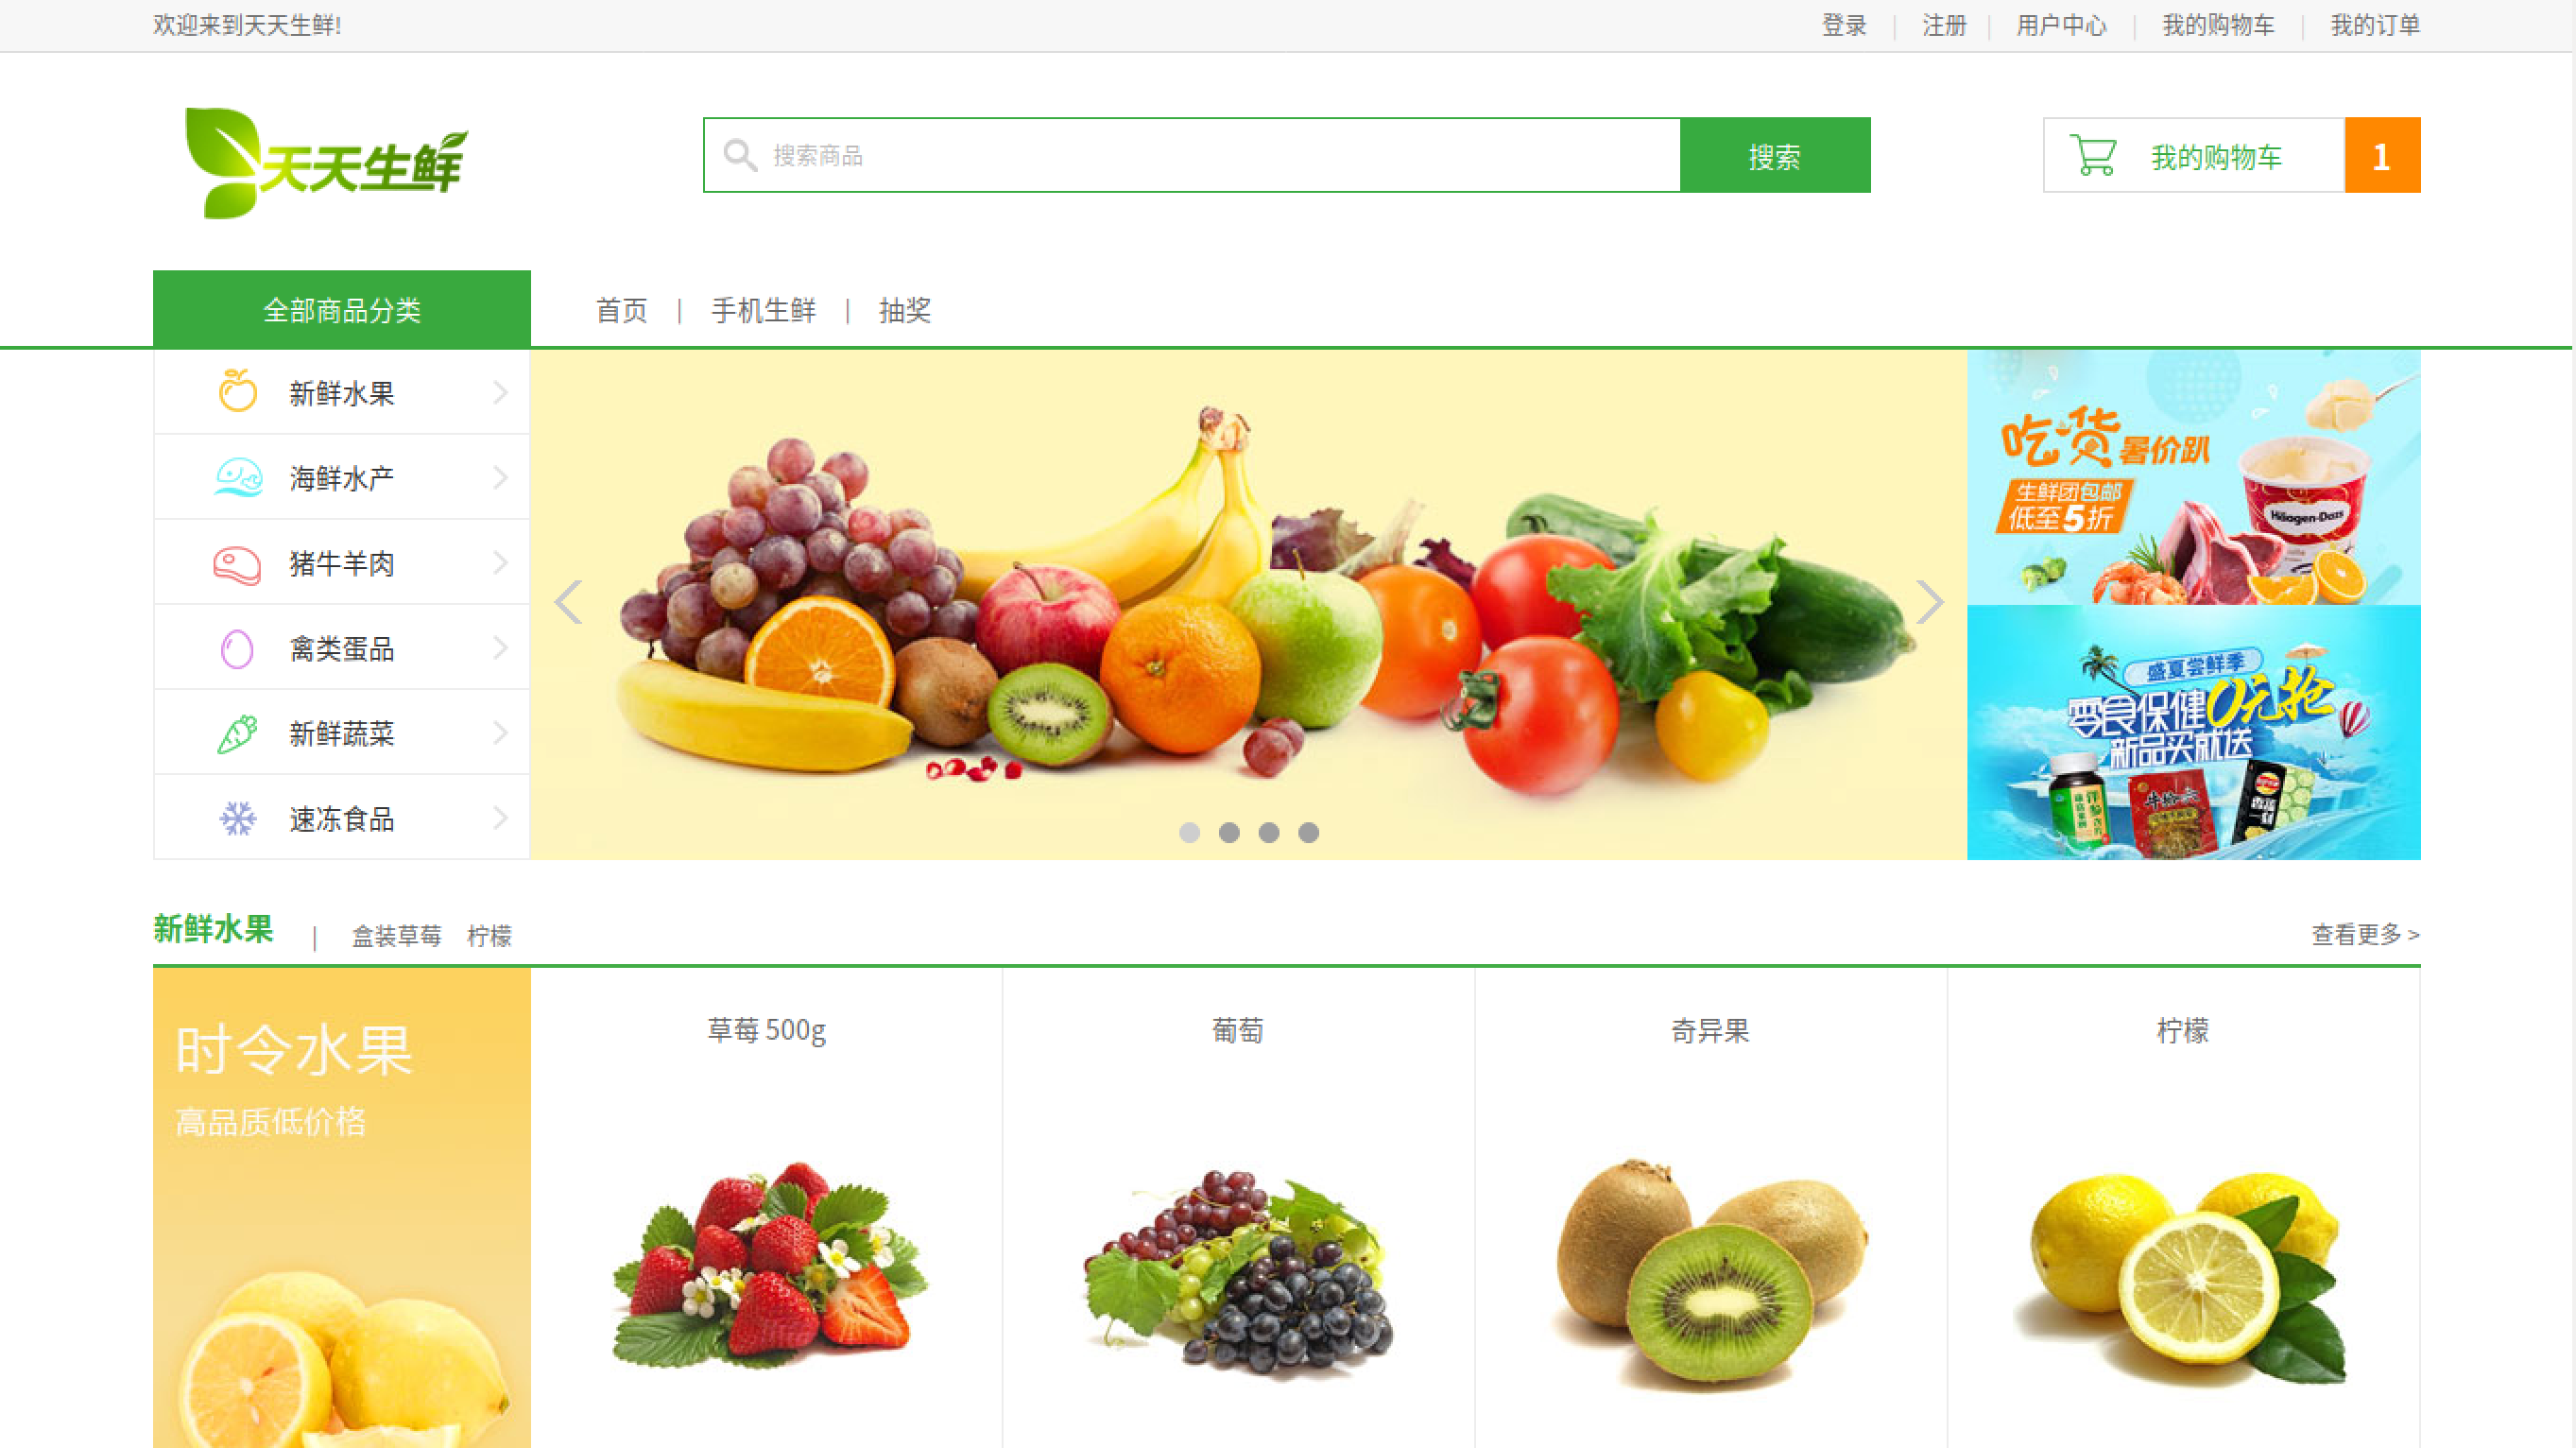 欢迎来到天天生鲜!
登录 | 注册 | 用户中心 | 我的购物车 | 我的订单
天天生鲜
搜索商品
搜索
我的购物车
1
全部商品分类
首页 | 手机生鲜 | 抽奖
新鲜水果
海鲜水产
猪牛羊肉
禽类蛋品
新鲜蔬菜
速冻食品
吃货暑价趴
生鲜团包邮
低至5折
Häagen-Dazs
盛夏尝鲜季
零食保健0元抢
新品买就送
新鲜水果 | 盒装草莓 柠檬
查看更多 >
时令水果
高品质低价格
草莓 500g
葡萄
奇异果
柠檬